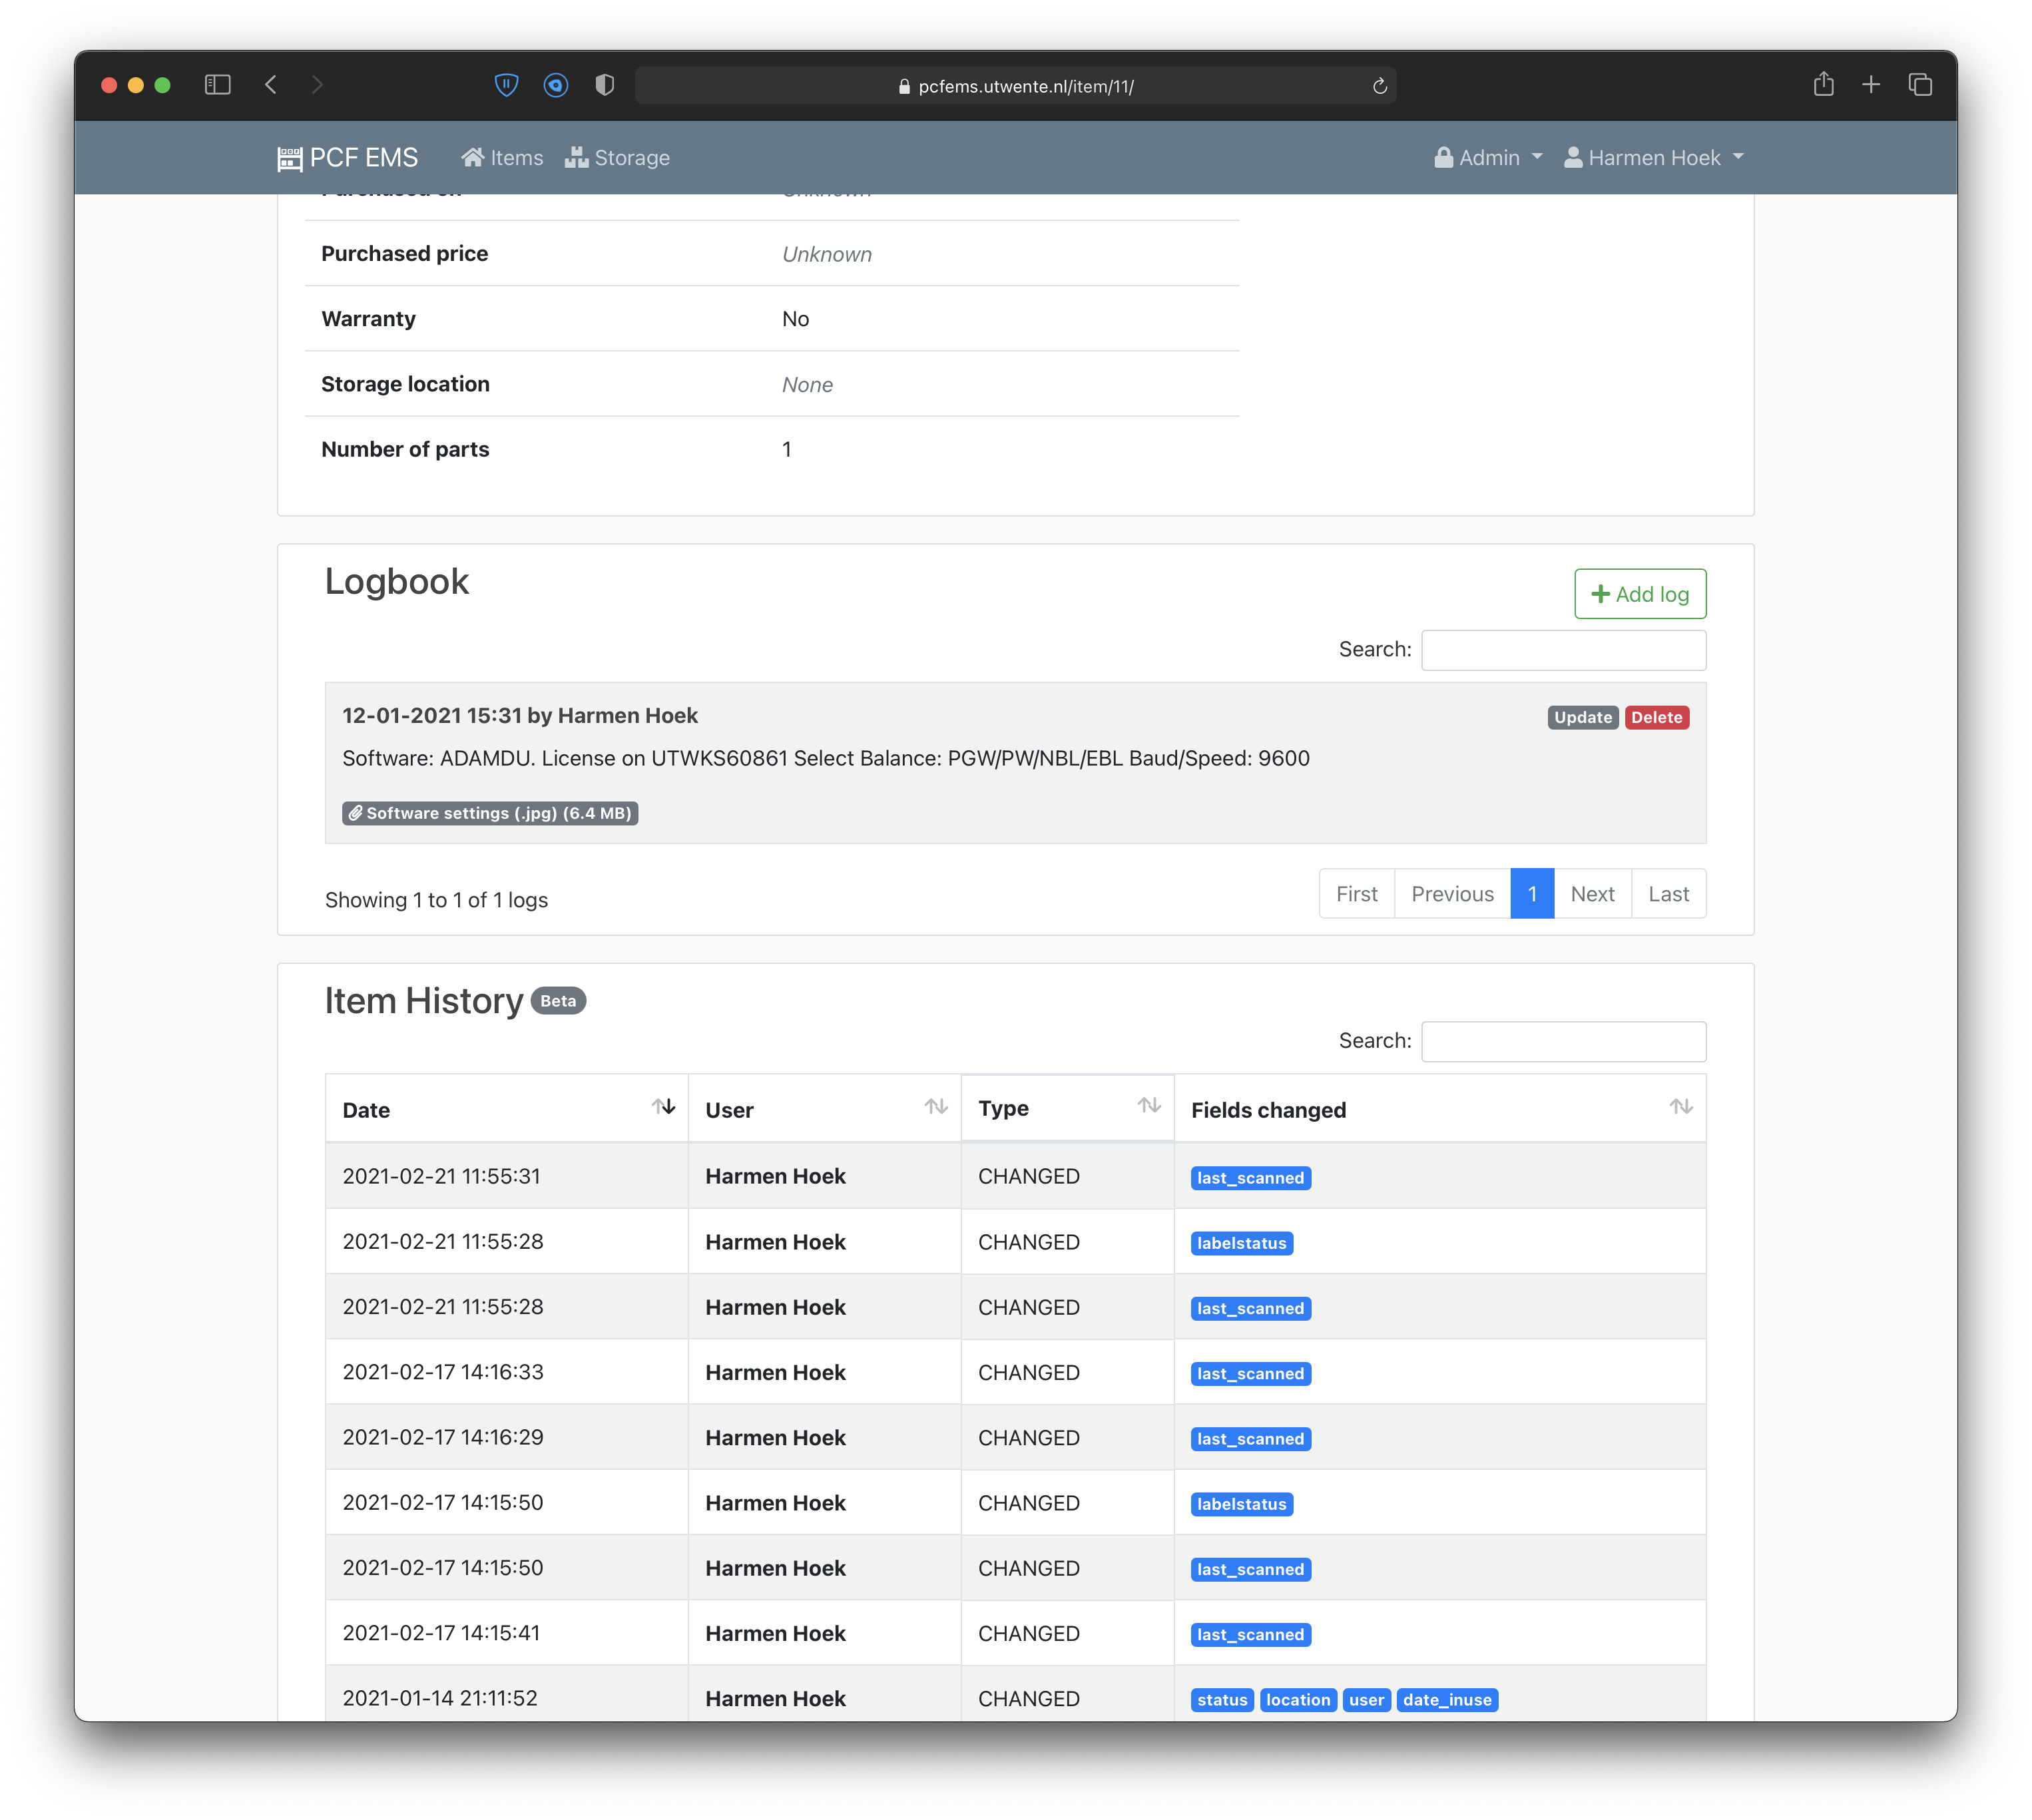 pcfems.utwente.nl/item/11/
PCF EMS Items Storage Admin Harmen Hoek
Purchased on Unknown
Purchased price Unknown
Warranty No
Storage location None
Number of parts 1
Logbook
Add log
Search:
12-01-2021 15:31 by Harmen Hoek Update Delete
Software: ADAMDU. License on UTWKS60861 Select Balance: PGW/PW/NBL/EBL Baud/Speed: 9600
Software settings (.jpg) (6.4 MB)
Showing 1 to 1 of 1 logs First Previous 1 Next Last
Item History Beta
Search:
Date User Type Fields changed
2021-02-21 11:55:31 Harmen Hoek CHANGED last_scanned
2021-02-21 11:55:28 Harmen Hoek CHANGED labelstatus
2021-02-21 11:55:28 Harmen Hoek CHANGED last_scanned
2021-02-17 14:16:33 Harmen Hoek CHANGED last_scanned
2021-02-17 14:16:29 Harmen Hoek CHANGED last_scanned
2021-02-17 14:15:50 Harmen Hoek CHANGED labelstatus
2021-02-17 14:15:50 Harmen Hoek CHANGED last_scanned
2021-02-17 14:15:41 Harmen Hoek CHANGED last_scanned
2021-01-14 21:11:52 Harmen Hoek CHANGED status location user date_inuse